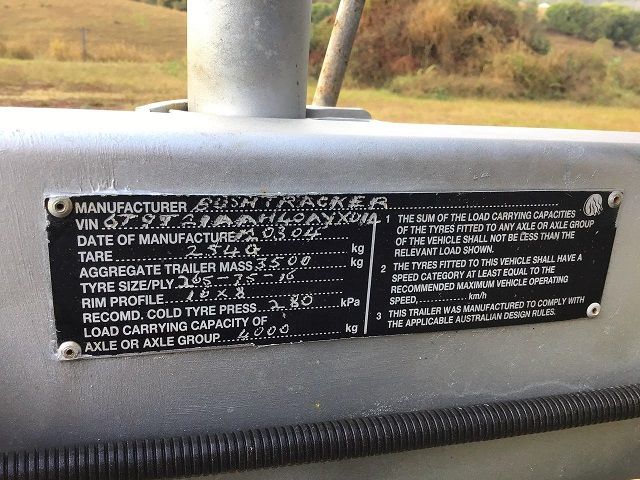 MANUFACTURER BUSHTRACKER
VIN
DATE OF MANUFACTURE 0304
TARE 2540 kg
AGGREGATE TRAILER MASS 3500 kg
TYRE SIZE/PLY 265-75-16
RIM PROFILE 16 X 8
RECOMD. COLD TYRE PRESS 280 kPa
LOAD CARRYING CAPACITY OF
AXLE OR AXLE GROUP 4000 kg
1 THE SUM OF THE LOAD CARRYING CAPACITIES
OF THE TYRES FITTED TO ANY AXLE OR AXLE GROUP
OF THE VEHICLE SHALL NOT BE LESS THAN THE
RELEVANT LOAD SHOWN.
2 THE TYRES FITTED TO THIS VEHICLE SHALL HAVE A
SPEED CATEGORY AT LEAST EQUAL TO THE
RECOMMENDED MAXIMUM VEHICLE OPERATING
SPEED, ........... km/h
3 THIS TRAILER WAS MANUFACTURED TO COMPLY WITH
THE APPLICABLE AUSTRALIAN DESIGN RULES.